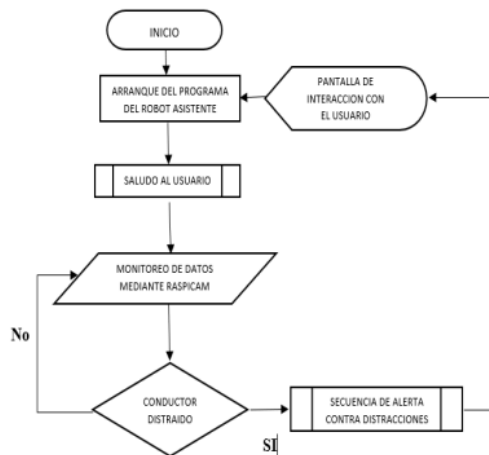 INICIO
ARRANQUE DEL PROGRAMA
DEL ROBOT ASISTENTE
PANTALLA DE
INTERACCION CON
EL USUARIO
SALUDO AL USUARIO
MONITOREO DE DATOS
MEDIANTE RASPICAM
No
CONDUCTOR
DISTRAIDO
SECUENCIA DE ALERTA
CONTRA DISTRACCIONES
SI